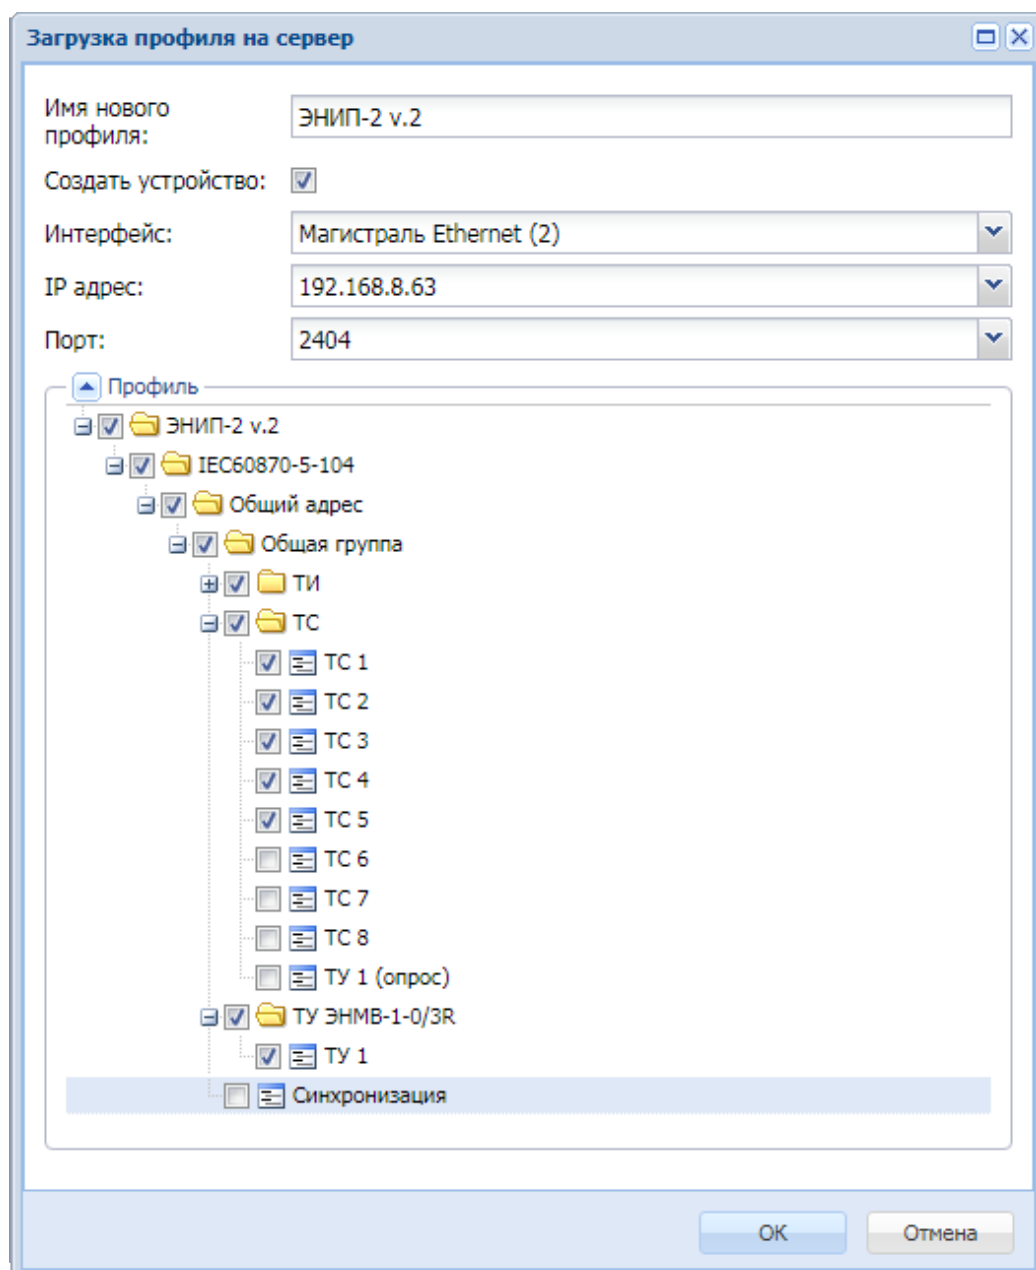 Загрузка профиля на сервер
Имя нового
профиля:
ЭНИП-2 v.2
Создать устройство:
Интерфейс:
Магистраль Ethernet (2)
IP адрес:
192.168.8.63
Порт:
2404
Профиль
ЭНИП-2 v.2
IEC60870-5-104
Общий адрес
Общая группа
ТИ
ТС
ТС 1
ТС 2
ТС 3
ТС 4
ТС 5
ТС 6
ТС 7
ТС 8
ТУ 1 (опрос)
ТУ ЭНМВ-1-0/3R
ТУ 1
Синхронизация
OK
Отмена